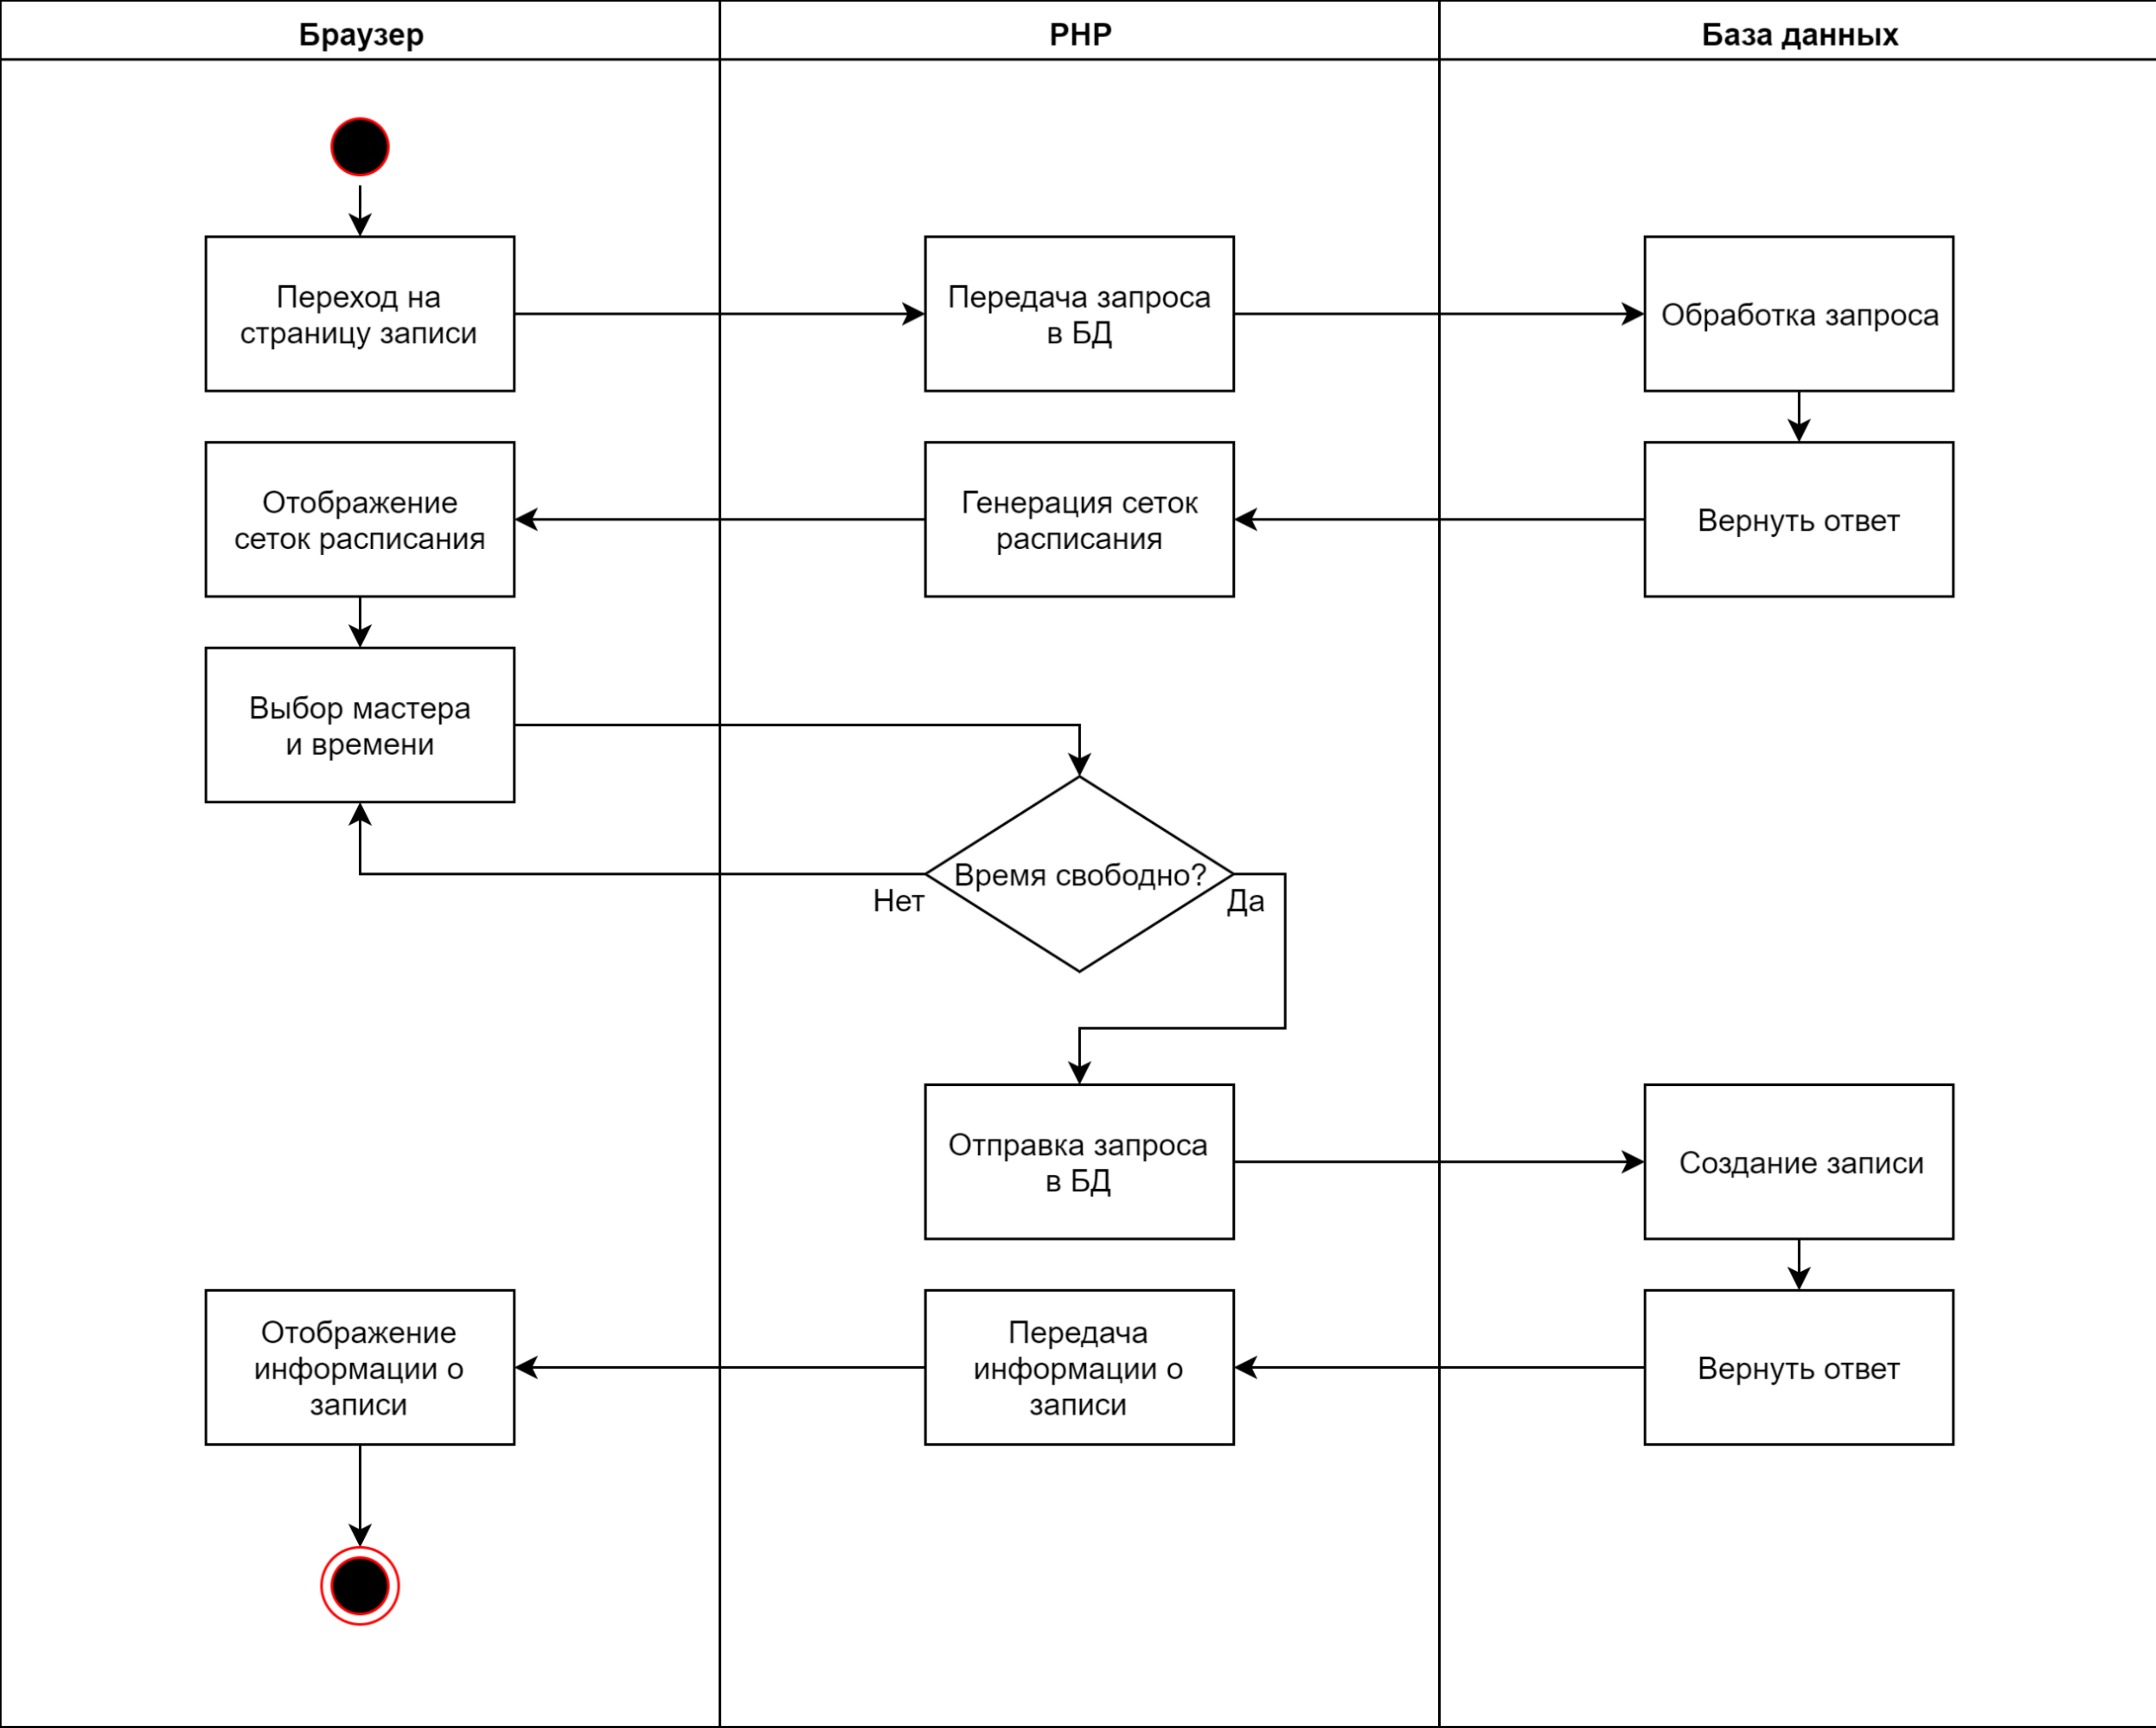 Браузер
PHP
База данных
Переход на
страницу записи
Передача запроса
в БД
Обработка запроса
Отображение
сеток расписания
Генерация сеток
расписания
Вернуть ответ
Выбор мастера
и времени
Время свободно?
Нет
Да
Отправка запроса
в БД
Создание записи
Отображение
информации о
записи
Передача
информации о
записи
Вернуть ответ